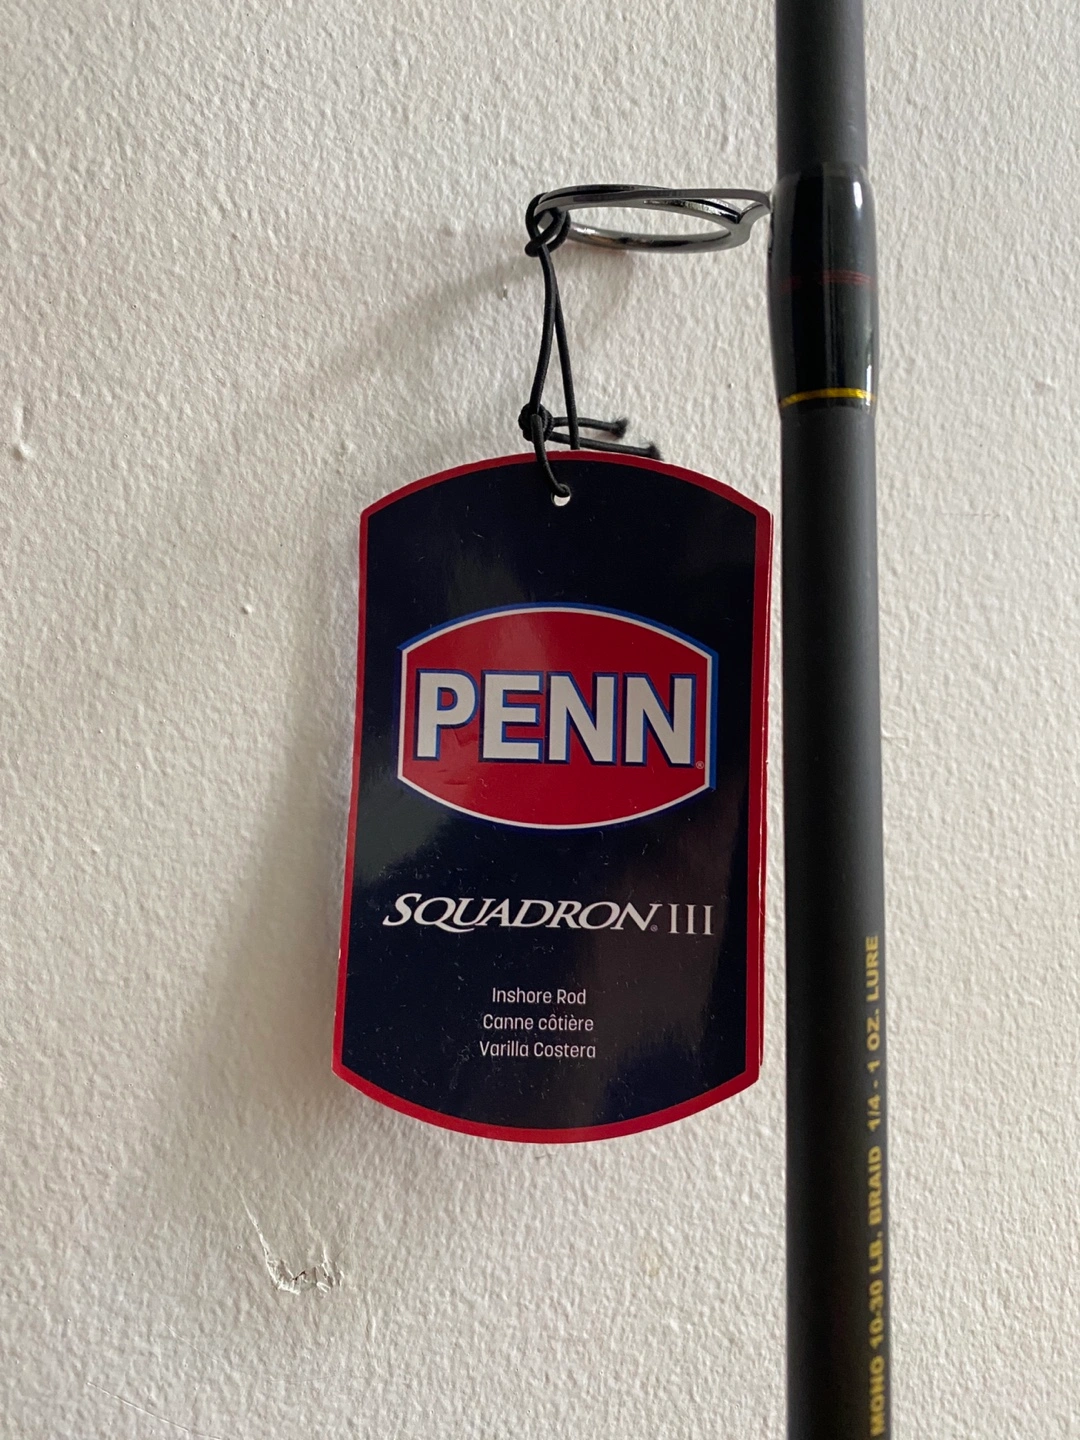 PENN®
SQUADRON® III
Inshore Rod
Canne côtière
Varilla Costera
MONO 10-30 LB. BRAID 1/4 - 1 OZ. LURE